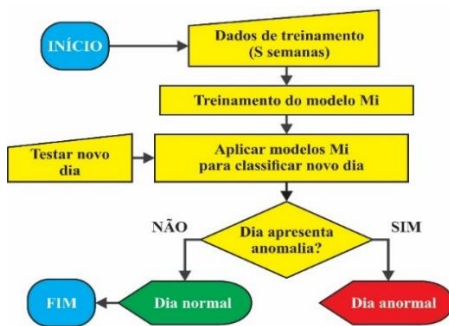 INÍCIO
Dados de treinamento
(S semanas)
Treinamento do modelo Mi
Testar novo
dia
Aplicar modelos Mi
para classificar novo dia
NÃO
SIM
Dia apresenta
anomalia?
FIM
Dia normal
Dia anormal